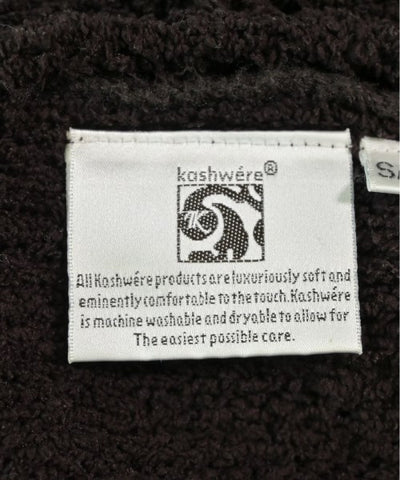 kashwére®
K
All Kashwére products are luxuriously soft and
eminently comfortable to the touch. Kashwére
is machine washable and dryable to allow for
The easiest possible care.
S/